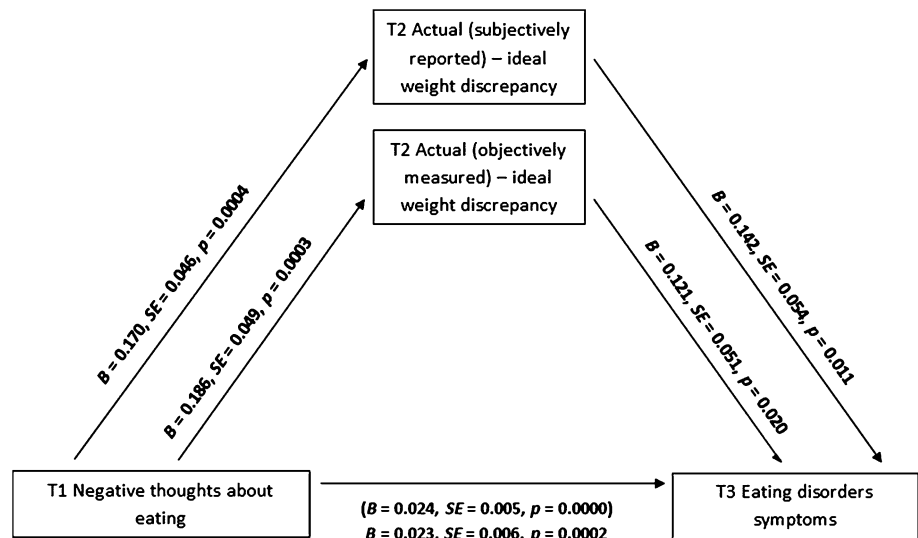 T2 Actual (subjectively
reported) – ideal
weight discrepancy
T2 Actual (objectively
measured) – ideal
weight discrepancy
B = 0.170, SE = 0.046, p = 0.0004
B = 0.186, SE = 0.049, p = 0.0003
B = 0.142, SE = 0.054, p = 0.011
B = 0.121, SE = 0.051, p = 0.020
T1 Negative thoughts about
eating
(B = 0.024, SE = 0.005, p = 0.0000)
B = 0.023, SE = 0.006, p = 0.0002
T3 Eating disorders
symptoms